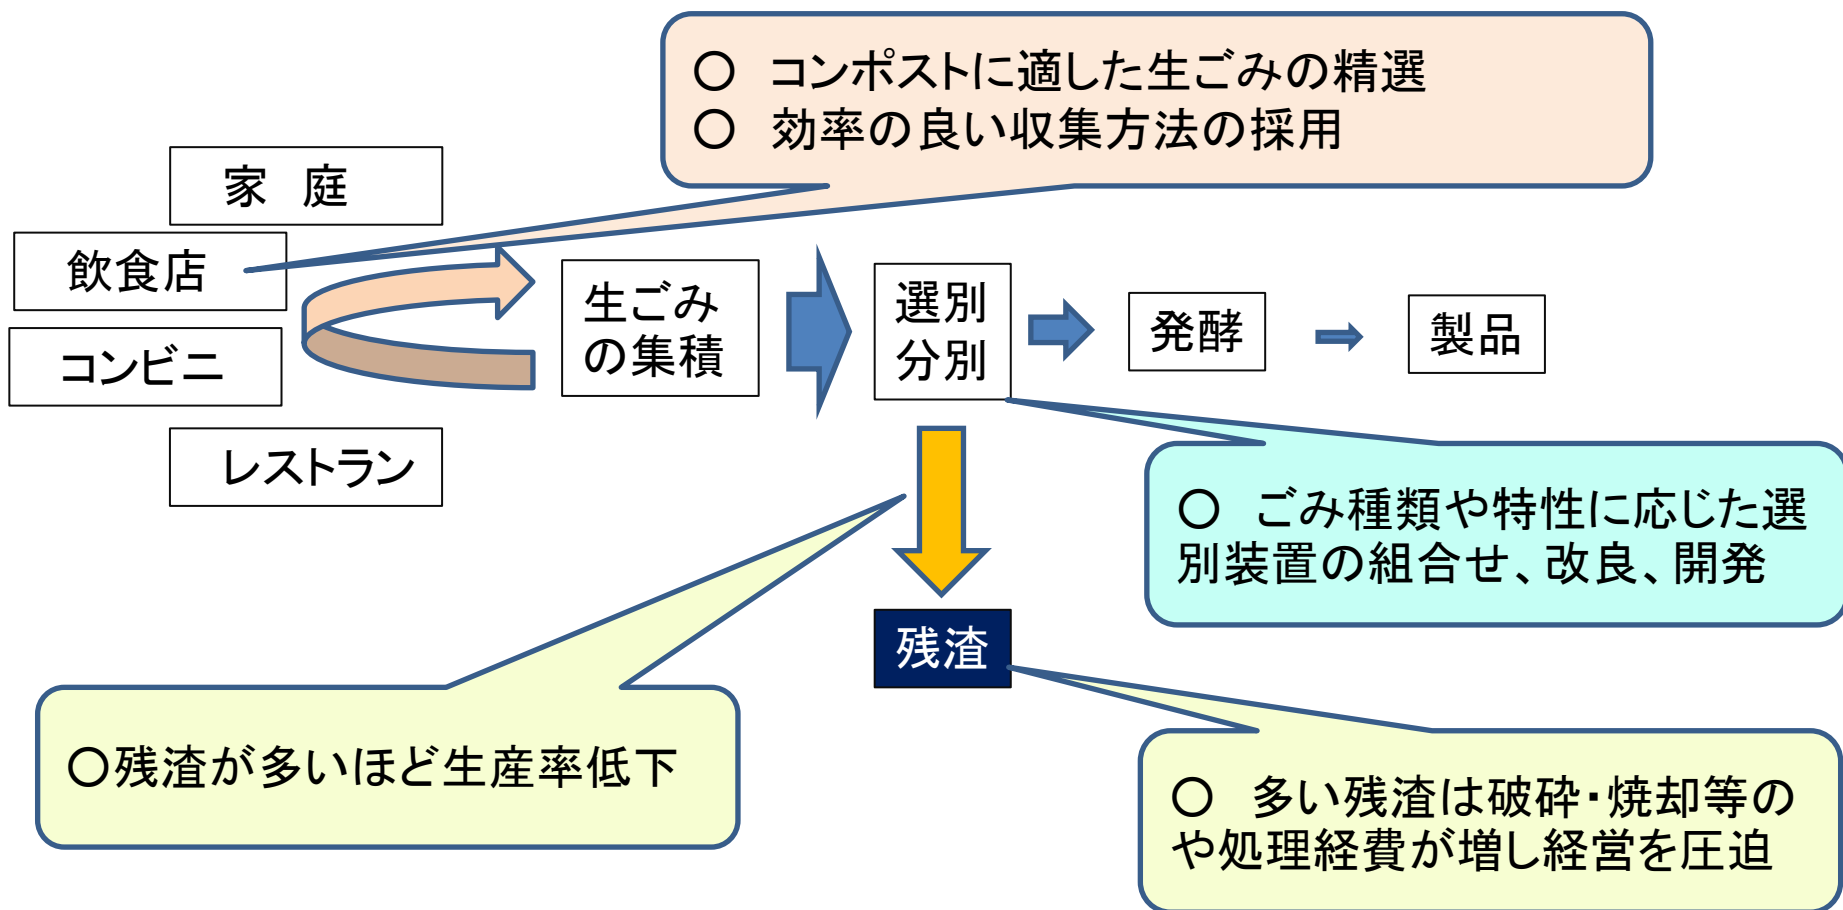 ○　コンポストに適した生ごみの精選
○　効率の良い収集方法の採用
家　庭
飲食店
コンビニ
レストラン
生ごみ
の集積
選別
分別
発酵
製品
○　ごみ種類や特性に応じた選
別装置の組合せ、改良、開発
残渣
○残渣が多いほど生産率低下
○　多い残渣は破砕・焼却等の
や処理経費が増し経営を圧迫